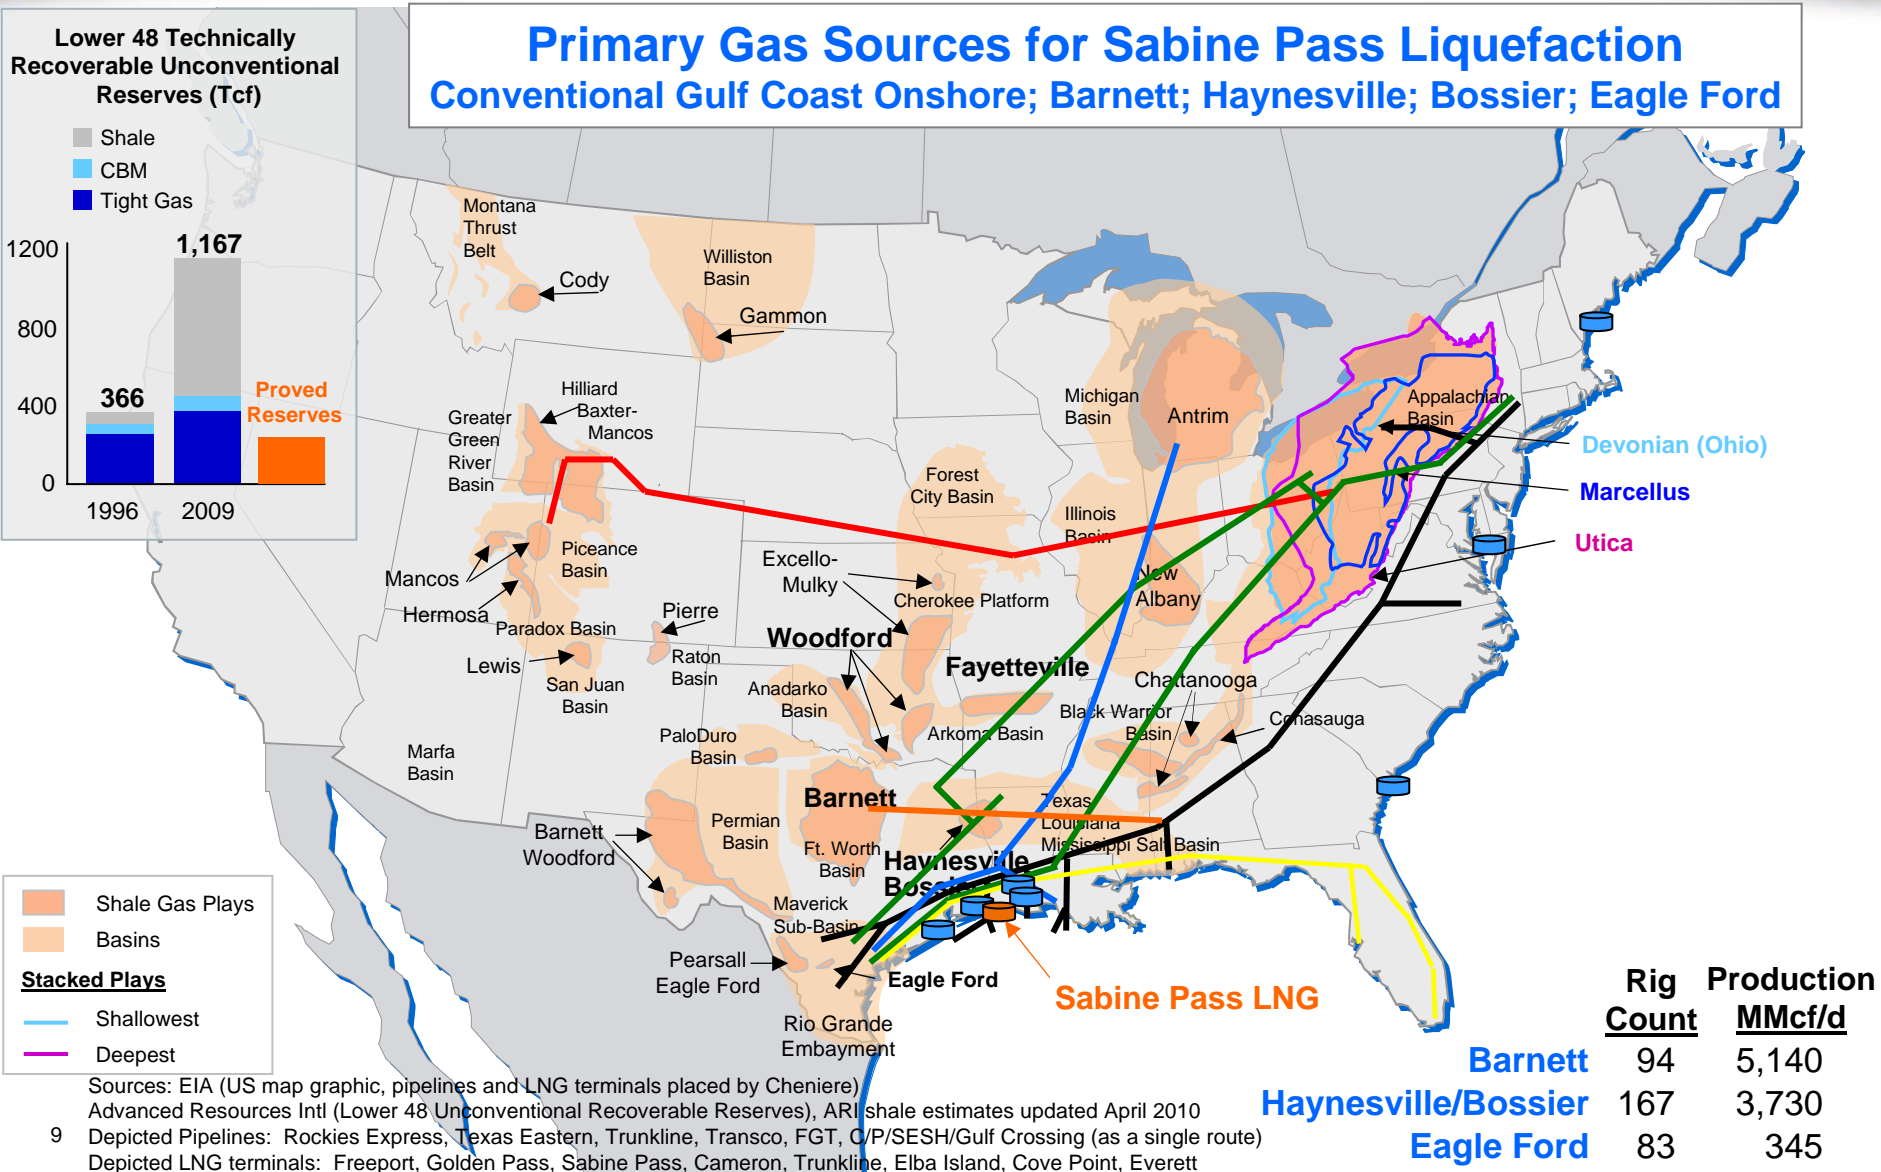 Primary Gas Sources for Sabine Pass Liquefaction
Conventional Gulf Coast Onshore; Barnett; Haynesville; Bossier; Eagle Ford
Lower 48 Technically
Recoverable Unconventional
Reserves (Tcf)
Shale
CBM
Tight Gas
1200
800
400
0
366
1,167
Proved
Reserves
1996
2009
Montana
Thrust
Belt
Cody
Williston
Basin
Gammon
Hilliard
Baxter-
Mancos
Greater
Green
River
Basin
Michigan
Basin
Antrim
Appalachian
Basin
Devonian (Ohio)
Marcellus
Utica
Forest
City Basin
Illinois
Basin
Piceance
Basin
Mancos
Hermosa
Excello-
Mulky
Cherokee Platform
New
Albany
Paradox Basin
Pierre
Lewis
Raton
Basin
San Juan
Basin
Woodford
Fayetteville
Anadarko
Basin
Chattanooga
Black Warrior
Basin
Conasauga
Arkoma Basin
PaloDuro
Basin
Marfa
Basin
Barnett
Texas
Louisiana
Mississippi Salt Basin
Permian
Basin
Barnett
Woodford
Ft. Worth
Basin
Haynesville
Bossier
Maverick
Sub-Basin
Pearsall
Eagle Ford
Eagle Ford
Sabine Pass LNG
Rio Grande
Embayment
Shale Gas Plays
Basins
Stacked Plays
Shallowest
Deepest
Rig Production
Count MMcf/d
Barnett 94 5,140
Haynesville/Bossier 167 3,730
Eagle Ford 83 345
Sources: EIA (US map graphic, pipelines and LNG terminals placed by Cheniere)
Advanced Resources Intl (Lower 48 Unconventional Recoverable Reserves), ARI shale estimates updated April 2010
9 Depicted Pipelines: Rockies Express, Texas Eastern, Trunkline, Transco, FGT, C/P/SESH/Gulf Crossing (as a single route)
Depicted LNG terminals: Freeport, Golden Pass, Sabine Pass, Cameron, Trunkline, Elba Island, Cove Point, Everett